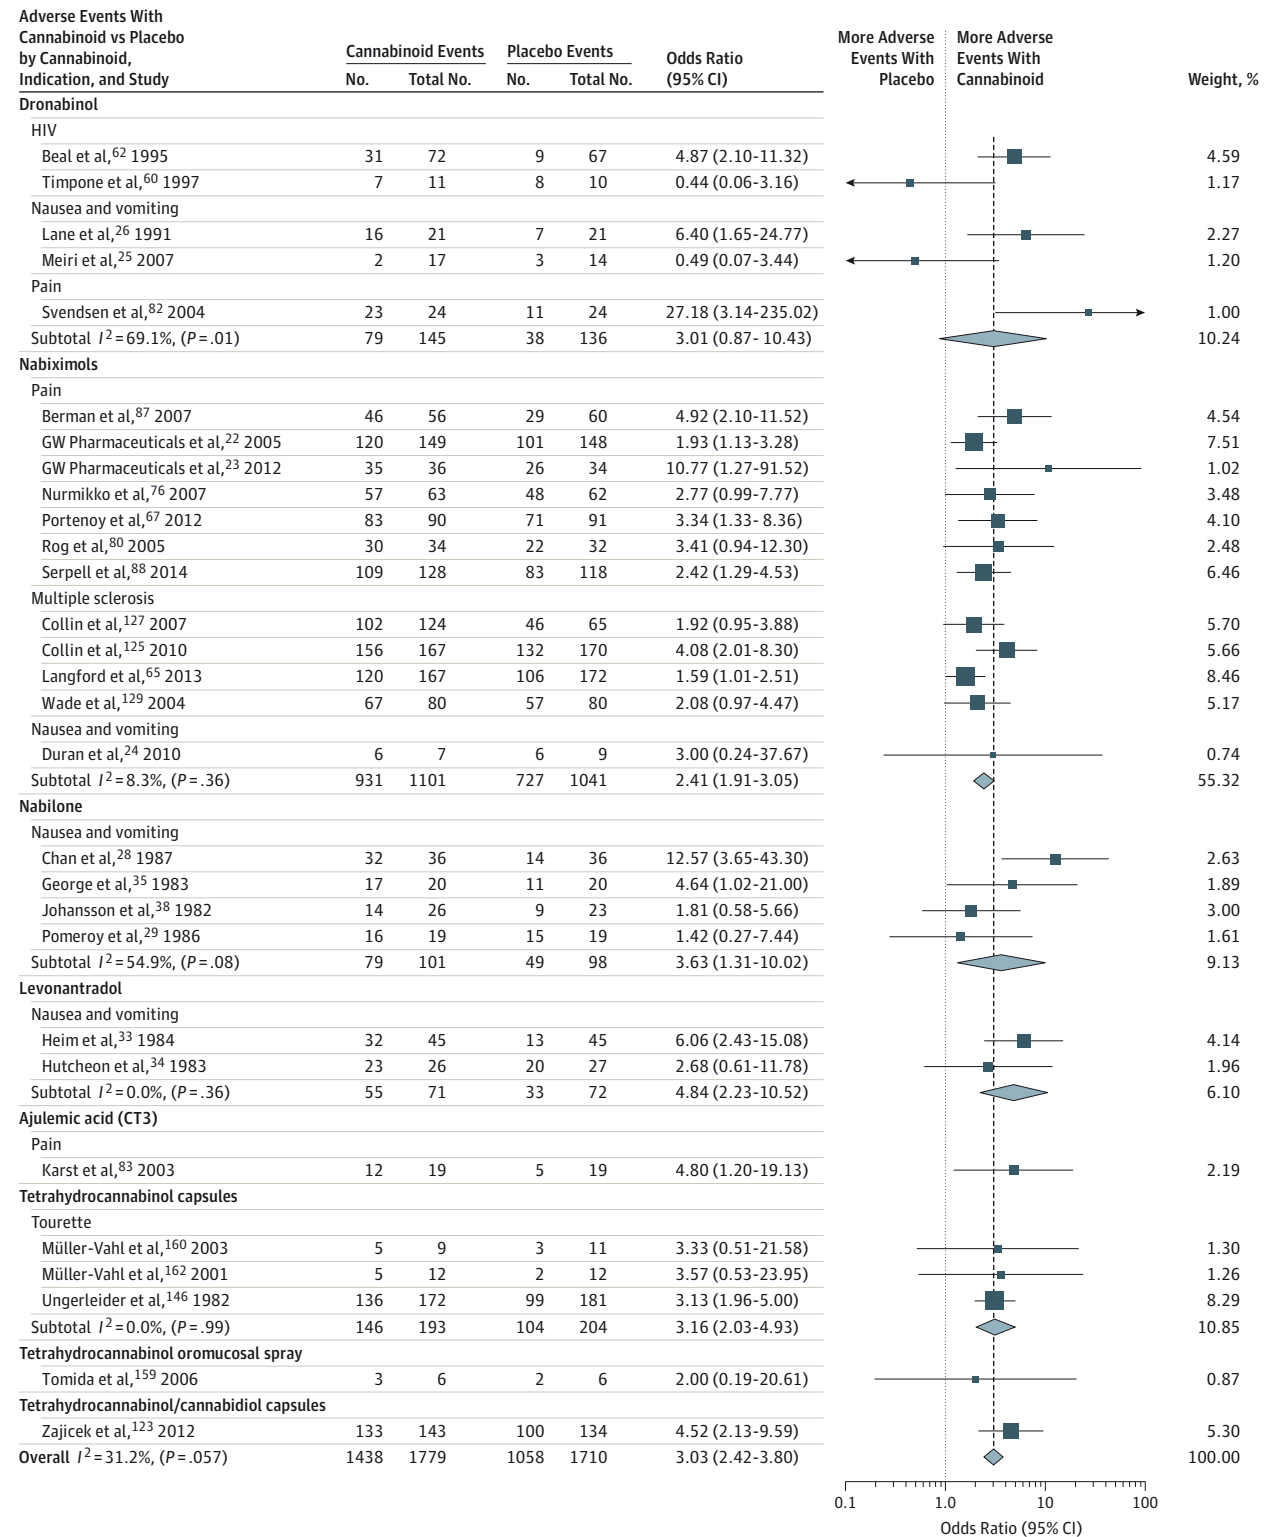 Adverse Events With
Cannabinoid vs Placebo
by Cannabinoid,
Indication, and Study
Cannabinoid Events Placebo Events
No. Total No. No. Total No.
Odds Ratio
(95% CI)
More Adverse
Events With
Placebo
More Adverse
Events With
Cannabinoid
Weight, %
Dronabinol
HIV
Beal et al,62 1995 31 72 9 67 4.87 (2.10-11.32) 4.59
Timpone et al,60 1997 7 11 8 10 0.44 (0.06-3.16) 1.17
Nausea and vomiting
Lane et al,26 1991 16 21 7 21 6.40 (1.65-24.77) 2.27
Meiri et al,25 2007 2 17 3 14 0.49 (0.07-3.44) 1.20
Pain
Svendsen et al,82 2004 23 24 11 24 27.18 (3.14-235.02) 1.00
Subtotal I2 = 69.1%, (P = .01) 79 145 38 136 3.01 (0.87- 10.43) 10.24
Nabiximols
Pain
Berman et al,87 2007 46 56 29 60 4.92 (2.10-11.52) 4.54
GW Pharmaceuticals et al,22 2005 120 149 101 148 1.93 (1.13-3.28) 7.51
GW Pharmaceuticals et al,23 2012 35 36 26 34 10.77 (1.27-91.52) 1.02
Nurmikko et al,76 2007 57 63 48 62 2.77 (0.99-7.77) 3.48
Portenoy et al,67 2012 83 90 71 91 3.34 (1.33- 8.36) 4.10
Rog et al,80 2005 30 34 22 32 3.41 (0.94-12.30) 2.48
Serpell et al,88 2014 109 128 83 118 2.42 (1.29-4.53) 6.46
Multiple sclerosis
Collin et al,127 2007 102 124 46 65 1.92 (0.95-3.88) 5.70
Collin et al,125 2010 156 167 132 170 4.08 (2.01-8.30) 5.66
Langford et al,65 2013 120 167 106 172 1.59 (1.01-2.51) 8.46
Wade et al,129 2004 67 80 57 80 2.08 (0.97-4.47) 5.17
Nausea and vomiting
Duran et al,24 2010 6 7 6 9 3.00 (0.24-37.67) 0.74
Subtotal I2 = 8.3%, (P = .36) 931 1101 727 1041 2.41 (1.91-3.05) 55.32
Nabilone
Nausea and vomiting
Chan et al,28 1987 32 36 14 36 12.57 (3.65-43.30) 2.63
George et al,35 1983 17 20 11 20 4.64 (1.02-21.00) 1.89
Johansson et al,38 1982 14 26 9 23 1.81 (0.58-5.66) 3.00
Pomeroy et al,29 1986 16 19 15 19 1.42 (0.27-7.44) 1.61
Subtotal I2 = 54.9%, (P = .08) 79 101 49 98 3.63 (1.31-10.02) 9.13
Levonantradol
Nausea and vomiting
Heim et al,33 1984 32 45 13 45 6.06 (2.43-15.08) 4.14
Hutcheon et al,34 1983 23 26 20 27 2.68 (0.61-11.78) 1.96
Subtotal I2 = 0.0%, (P = .36) 55 71 33 72 4.84 (2.23-10.52) 6.10
Ajulemic acid (CT3)
Pain
Karst et al,83 2003 12 19 5 19 4.80 (1.20-19.13) 2.19
Tetrahydrocannabinol capsules
Tourette
Müller-Vahl et al,160 2003 5 9 3 11 3.33 (0.51-21.58) 1.30
Müller-Vahl et al,162 2001 5 12 2 12 3.57 (0.53-23.95) 1.26
Ungerleider et al,146 1982 136 172 99 181 3.13 (1.96-5.00) 8.29
Subtotal I2 = 0.0%, (P = .99) 146 193 104 204 3.16 (2.03-4.93) 10.85
Tetrahydrocannabinol oromucosal spray
Tomida et al,159 2006 3 6 2 6 2.00 (0.19-20.61) 0.87
Tetrahydrocannabinol/cannabidiol capsules
Zajicek et al,123 2012 133 143 100 134 4.52 (2.13-9.59) 5.30
Overall I2 = 31.2%, (P = .057) 1438 1779 1058 1710 3.03 (2.42-3.80) 100.00
0.1 1.0 10 100
Odds Ratio (95% CI)